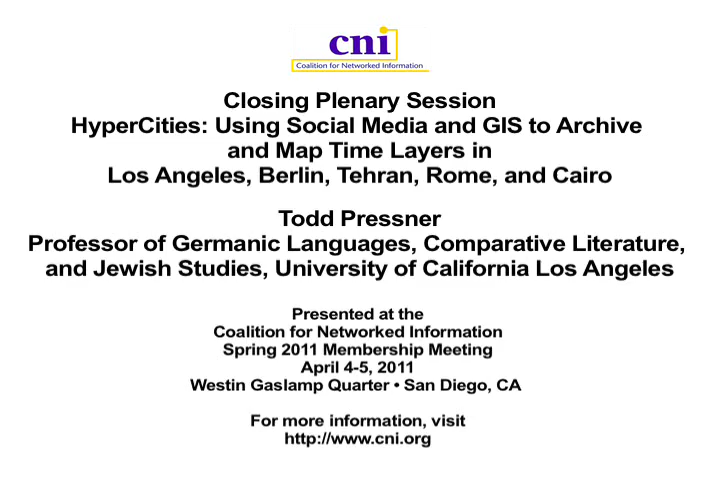 cni
Coalition for Networked Information
Closing Plenary Session
HyperCities: Using Social Media and GIS to Archive
and Map Time Layers in
Los Angeles, Berlin, Tehran, Rome, and Cairo
Todd Pressner
Professor of Germanic Languages, Comparative Literature,
and Jewish Studies, University of California Los Angeles
Presented at the
Coalition for Networked Information
Spring 2011 Membership Meeting
April 4-5, 2011
Westin Gaslamp Quarter • San Diego, CA
For more information, visit
http://www.cni.org